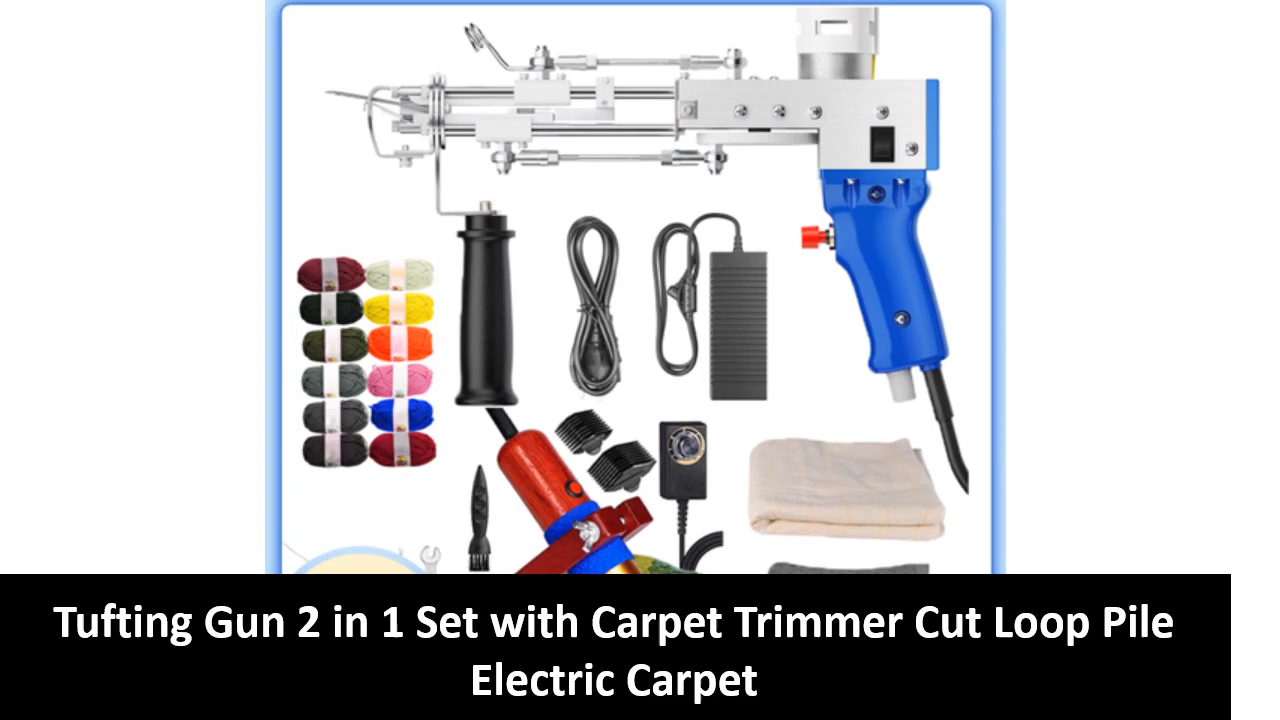 Tufting Gun 2 in 1 Set with Carpet Trimmer Cut Loop Pile
Electric Carpet